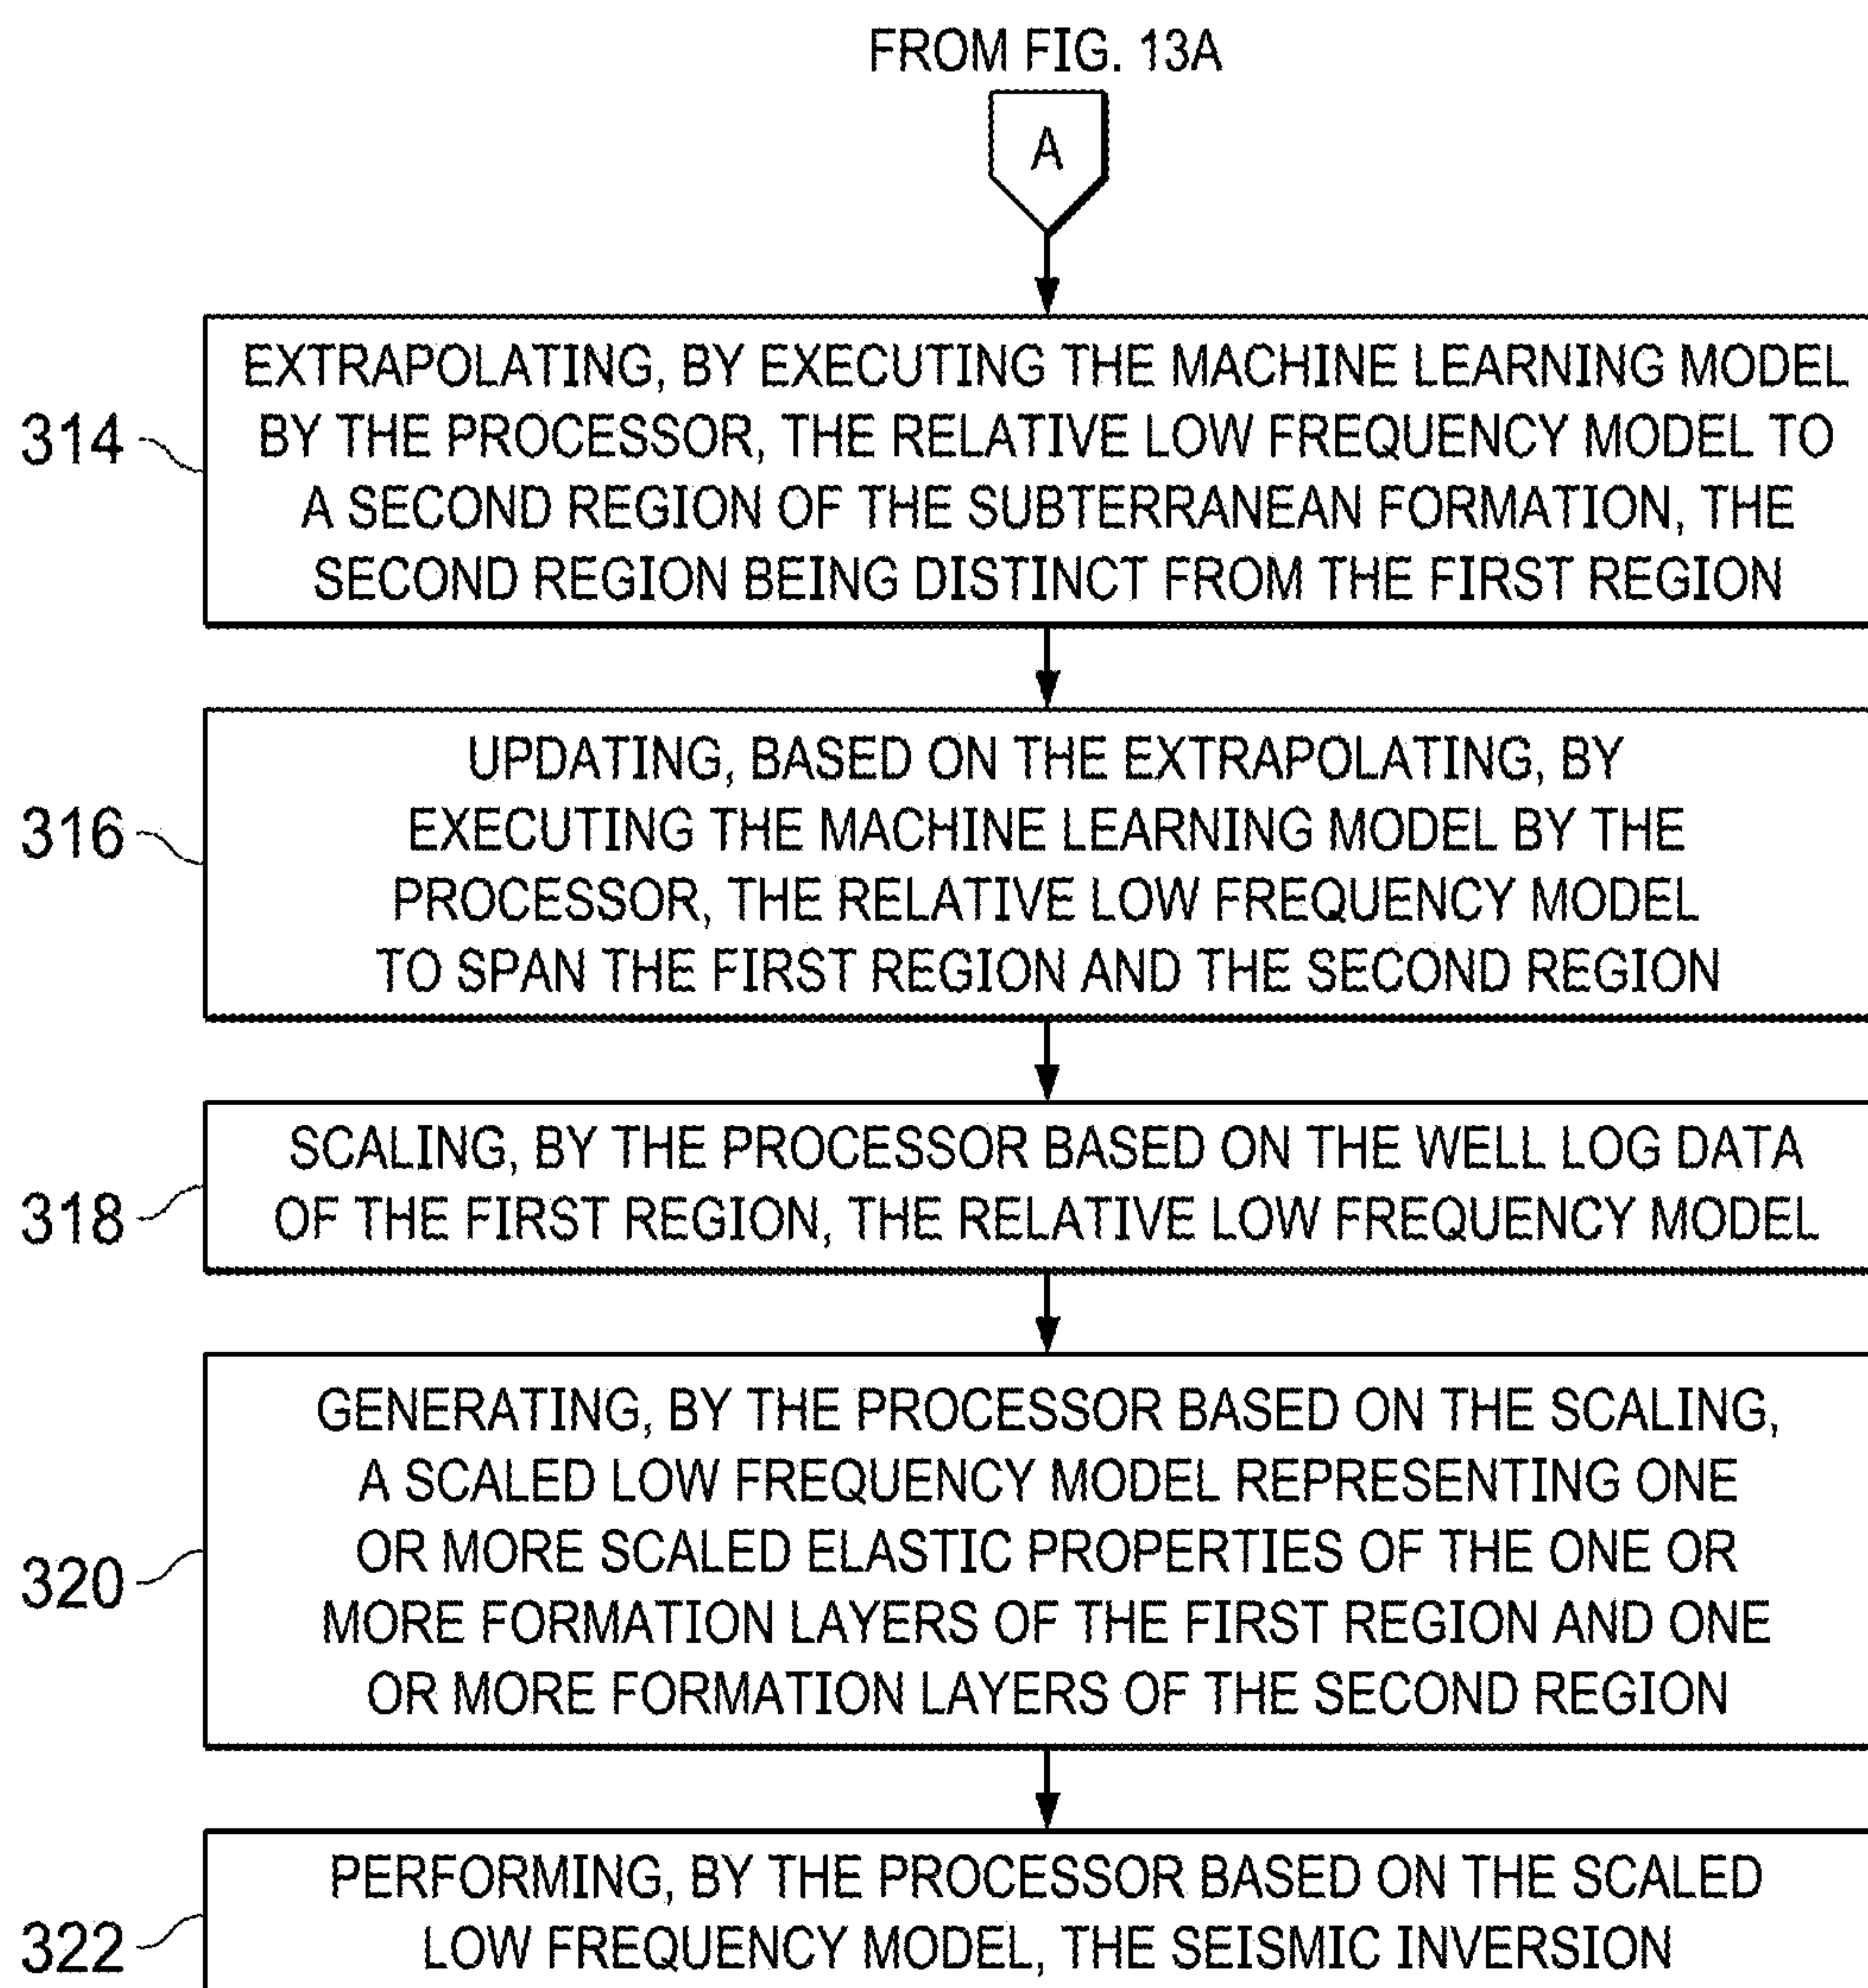 FROM FIG. 13A
A
314
EXTRAPOLATING, BY EXECUTING THE MACHINE LEARNING MODEL
BY THE PROCESSOR, THE RELATIVE LOW FREQUENCY MODEL TO
A SECOND REGION OF THE SUBTERRANEAN FORMATION, THE
SECOND REGION BEING DISTINCT FROM THE FIRST REGION
316
UPDATING, BASED ON THE EXTRAPOLATING, BY
EXECUTING THE MACHINE LEARNING MODEL BY THE
PROCESSOR, THE RELATIVE LOW FREQUENCY MODEL
TO SPAN THE FIRST REGION AND THE SECOND REGION
318
SCALING, BY THE PROCESSOR BASED ON THE WELL LOG DATA
OF THE FIRST REGION, THE RELATIVE LOW FREQUENCY MODEL
320
GENERATING, BY THE PROCESSOR BASED ON THE SCALING,
A SCALED LOW FREQUENCY MODEL REPRESENTING ONE
OR MORE SCALED ELASTIC PROPERTIES OF THE ONE OR
MORE FORMATION LAYERS OF THE FIRST REGION AND ONE
OR MORE FORMATION LAYERS OF THE SECOND REGION
322
PERFORMING, BY THE PROCESSOR BASED ON THE SCALED
LOW FREQUENCY MODEL, THE SEISMIC INVERSION